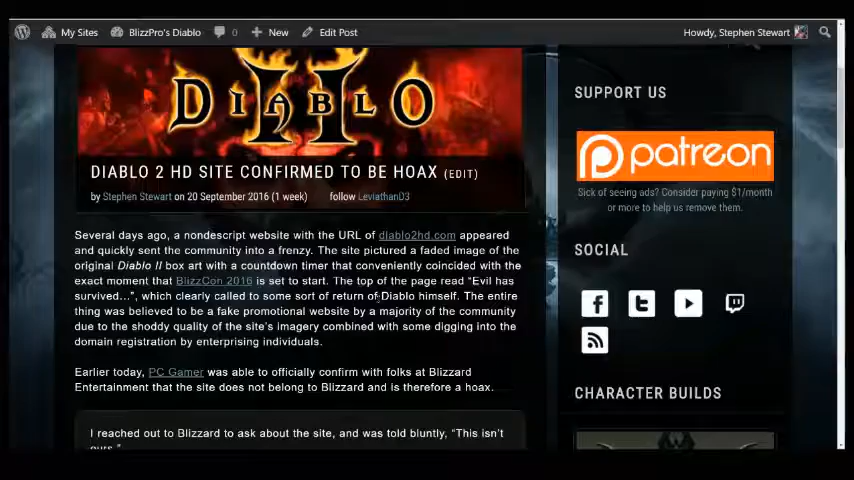 My Sites
BlizzPro's Diablo
0
New
Edit Post
Howdy, Stephen Stewart
DIABLO
II
DIABLO 2 HD SITE CONFIRMED TO BE HOAX (EDIT)
by Stephen Stewart on 20 September 2016 (1 week) follow LeviathanD3
Several days ago, a nondescript website with the URL of diablo2hd.com appeared
and quickly sent the community into a frenzy. The site pictured a faded image of the
original Diablo II box art with a countdown timer that conveniently coincided with the
exact moment that BlizzCon 2016 is set to start. The top of the page read "Evil has
survived...", which clearly called to some sort of return of Diablo himself. The entire
thing was believed to be a fake promotional website by a majority of the community
due to the shoddy quality of the site's imagery combined with some digging into the
domain registration by enterprising individuals.
Earlier today, PC Gamer was able to officially confirm with folks at Blizzard
Entertainment that the site does not belong to Blizzard and is therefore a hoax.
I reached out to Blizzard to ask about the site, and was told bluntly, "This isn't
ours."
SUPPORT US
patreon
Sick of seeing ads? Consider paying $1/month
or more to help us remove them.
SOCIAL
CHARACTER BUILDS